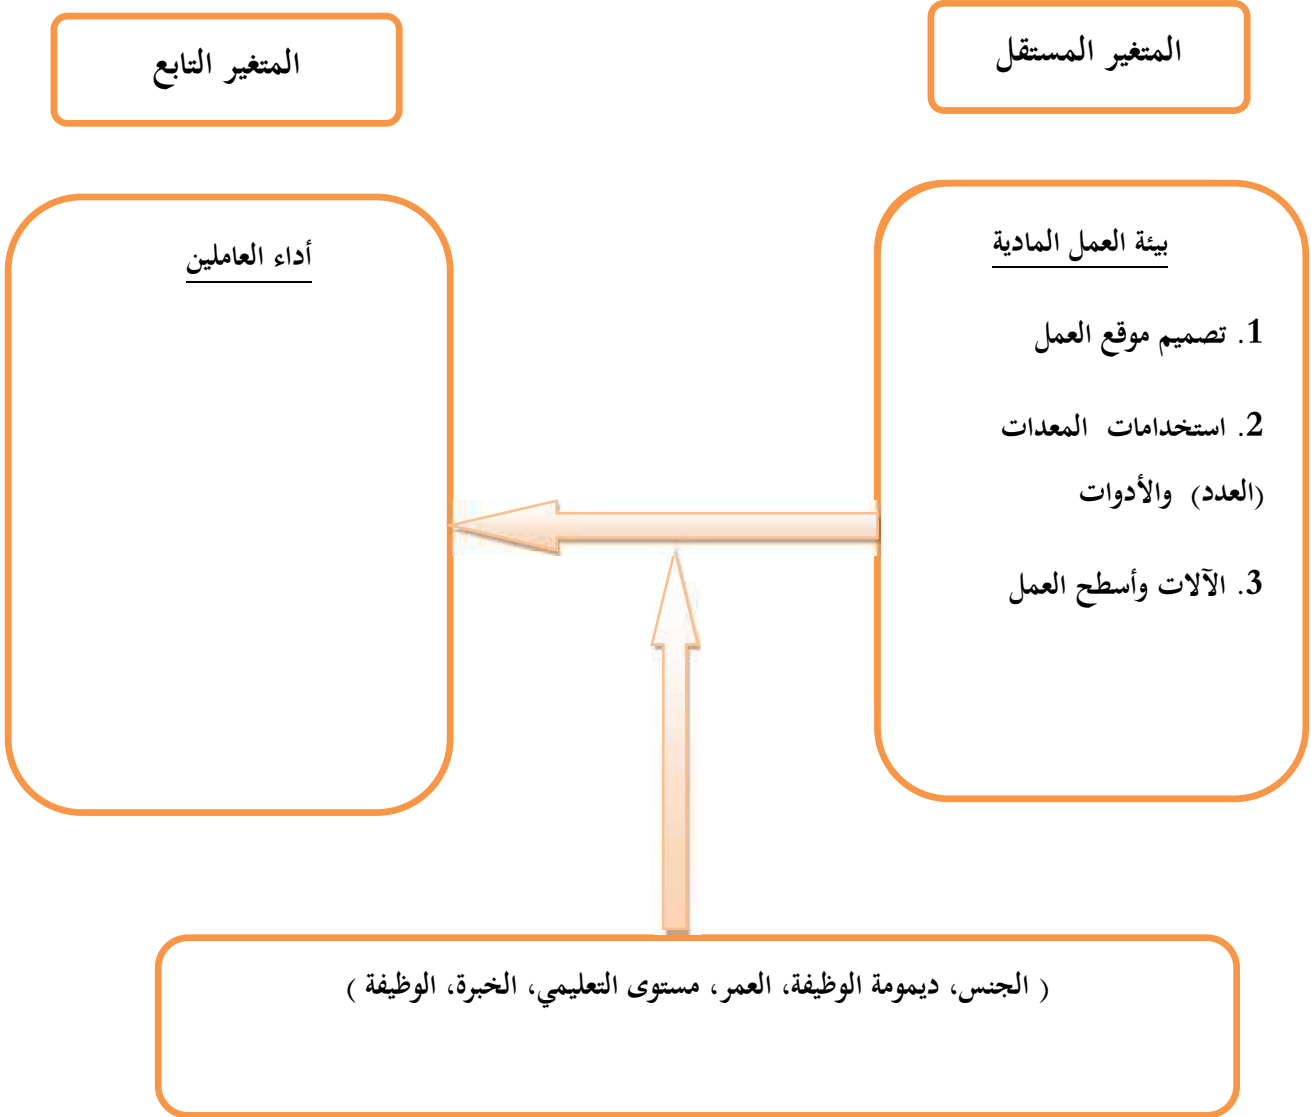 المتغير المستقل
المتغير التابع
بيئة العمل المادية
1. تصميم موقع العمل
2. استخدامات المعدات
(العدد) والأدوات
3. الآلات وأسطح العمل
أداء العاملين
( الجنس، ديمومة الوظيفة، العمر، مستوى التعليمي، الخبرة، الوظيفة )